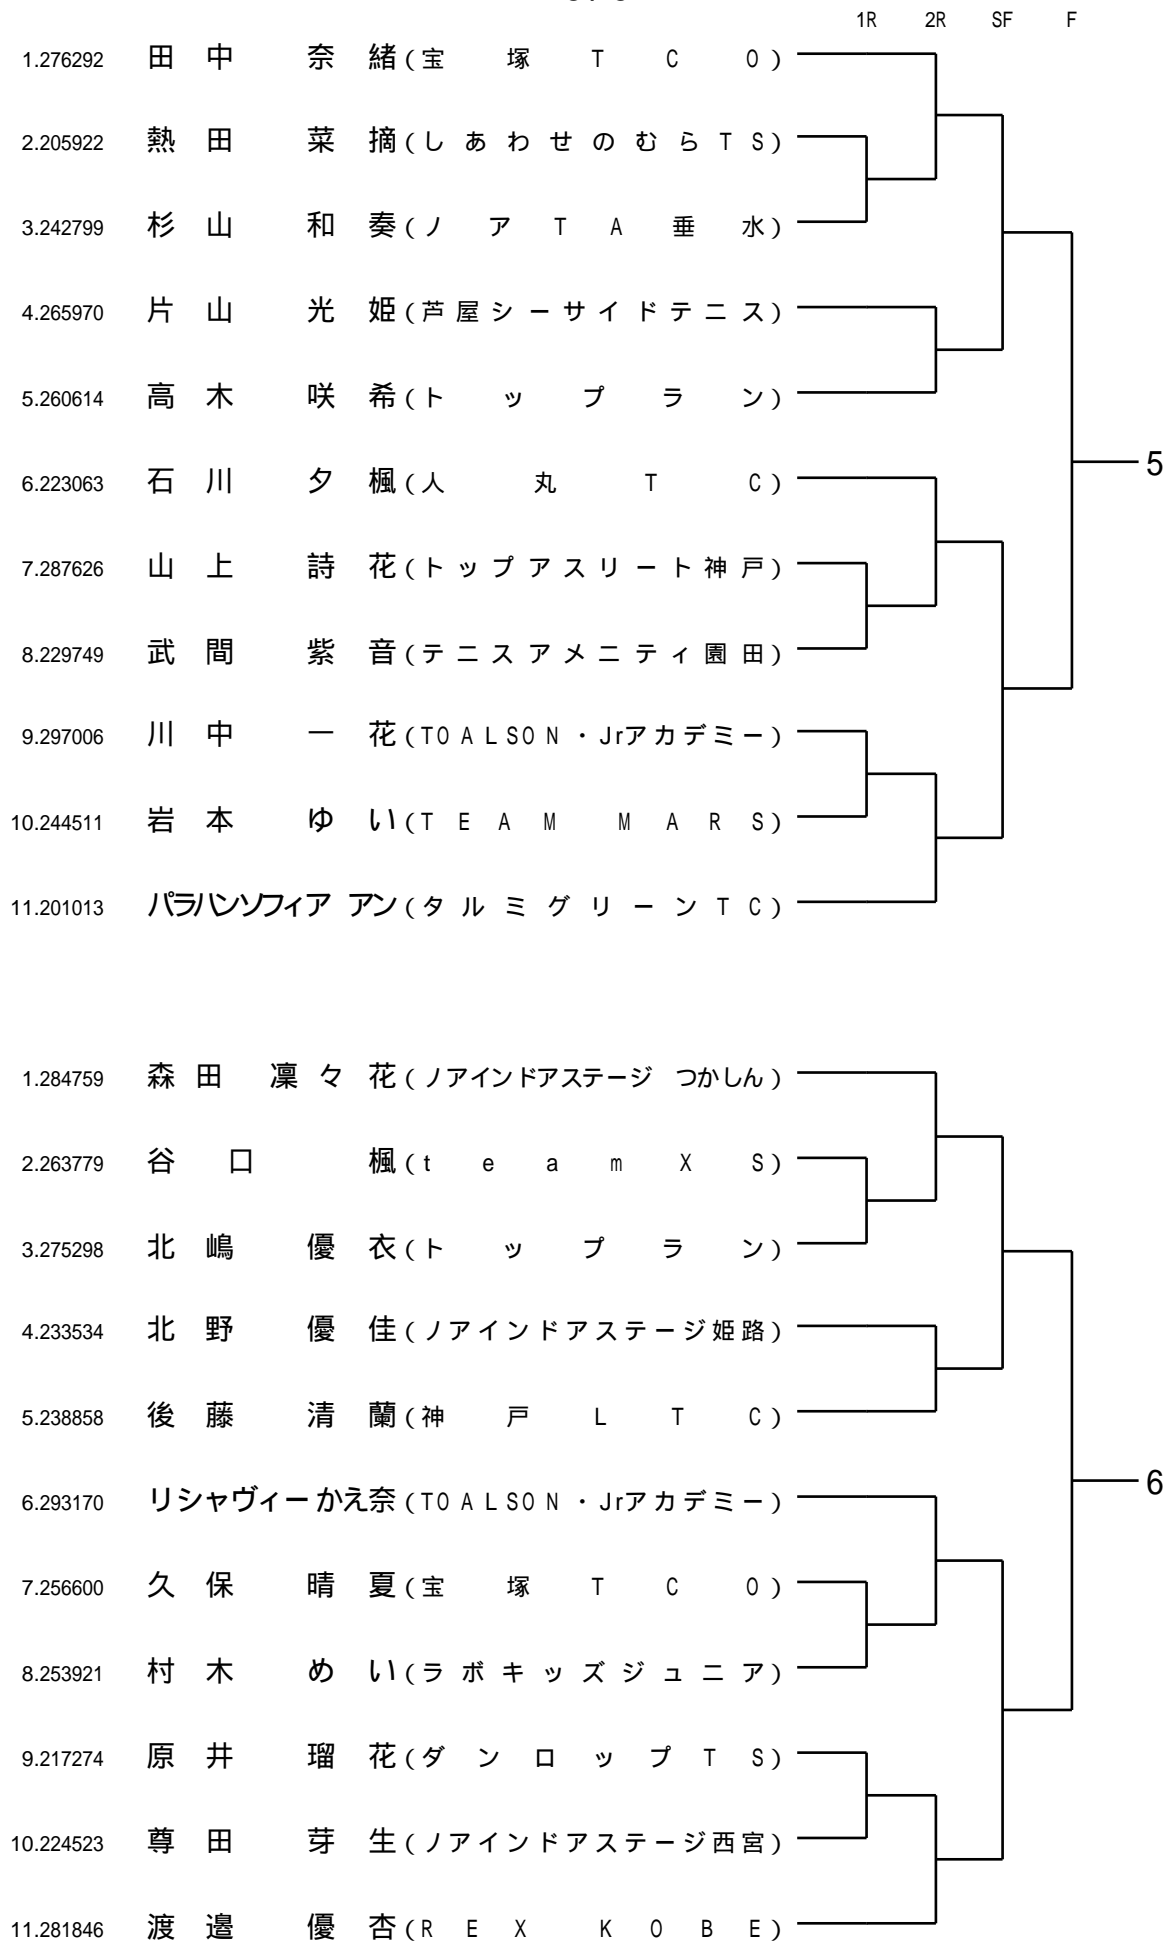 1R 2R SF F
1.276292 田中 奈緒(宝塚TCO)
2.205922 熱田 菜摘(しあわせのむらTS)
3.242799 杉山 和奏(ノアTA垂水)
4.265970 片山 光姫(芦屋シーサイドテニス)
5.260614 高木 咲希(トップラン)
5
6.223063 石川 夕楓(人丸TC)
7.287626 山上 詩花(トップアスリート神戸)
8.229749 武間 紫音(テニスアメニティ園田)
9.297006 川中 一花(TOALSON・Jrアカデミー)
10.244511 岩本 ゆい(TEAM MARS)
11.201013 パラハンソフィア アン(タルミグリーンTC)
1.284759 森田 凜々花(ノアインドアステージ つかしん)
2.263779 谷口 楓(teamXS)
3.275298 北嶋 優衣(トップラン)
4.233534 北野 優佳(ノアインドアステージ姫路)
5.238858 後藤 清蘭(神戸LTC)
6
6.293170 リシャヴィーかえ奈(TOALSON・Jrアカデミー)
7.256600 久保 晴夏(宝塚TCO)
8.253921 村木 めい(ラボキッズジュニア)
9.217274 原井 瑠花(ダンロップTS)
10.224523 尊田 芽生(ノアインドアステージ西宮)
11.281846 渡邉 優杏(REX KOBE)